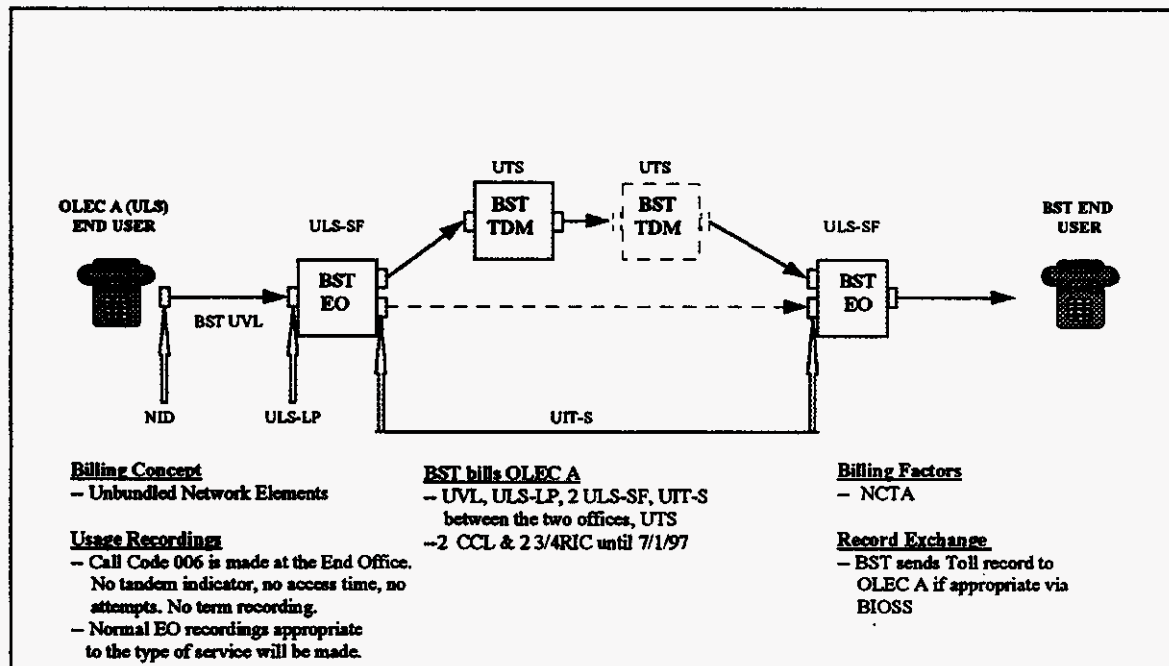 UTS
UTS
OLEC A (ULS)
END USER
ULS-SF
BST
TDM
BST
TDM
ULS-SF
BST END
USER
BST
EO
BST
EO
BST UVL
NID
ULS-LP
UIT-S
Billing Concept
– Unbundled Network Elements
Usage Recordings
– Call Code 006 is made at the End Office.
No tandem indicator, no access time, no
attempts. No term recording.
– Normal EO recordings appropriate
to the type of service will be made.
BST bills OLEC A
– UVL, ULS-LP, 2 ULS-SF, UIT-S
between the two offices, UTS
–2 CCL & 2 3/4RIC until 7/1/97
Billing Factors
– NCTA
Record Exchange
– BST sends Toll record to
OLEC A if appropriate via
BIOSS